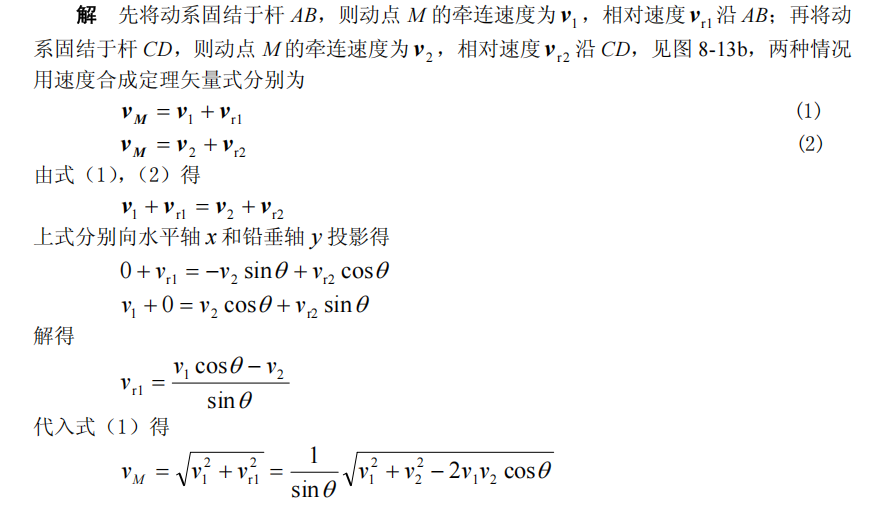 解 先将动系固结于杆 AB，则动点 M 的牵连速度为 v₁，相对速度 v_r1 沿 AB；再将动
系固结于杆 CD，则动点 M 的牵连速度为 v₂，相对速度 v_r2 沿 CD，见图 8-13b，两种情况
用速度合成定理矢量式分别为
v_M = v₁ + v_r1 (1)
v_M = v₂ + v_r2 (2)
由式（1），（2）得
v₁ + v_r1 = v₂ + v_r2
上式分别向水平轴 x 和铅垂轴 y 投影得
0 + v_r1 = −v₂ sinθ + v_r2 cosθ
v₁ + 0 = v₂ cosθ + v_r2 sinθ
解得
v_r1 = (v₁ cosθ − v₂) / sinθ
代入式（1）得
v_M = √(v₁² + v_r1²) = (1 / sinθ) √(v₁² + v₂² − 2v₁v₂ cosθ)